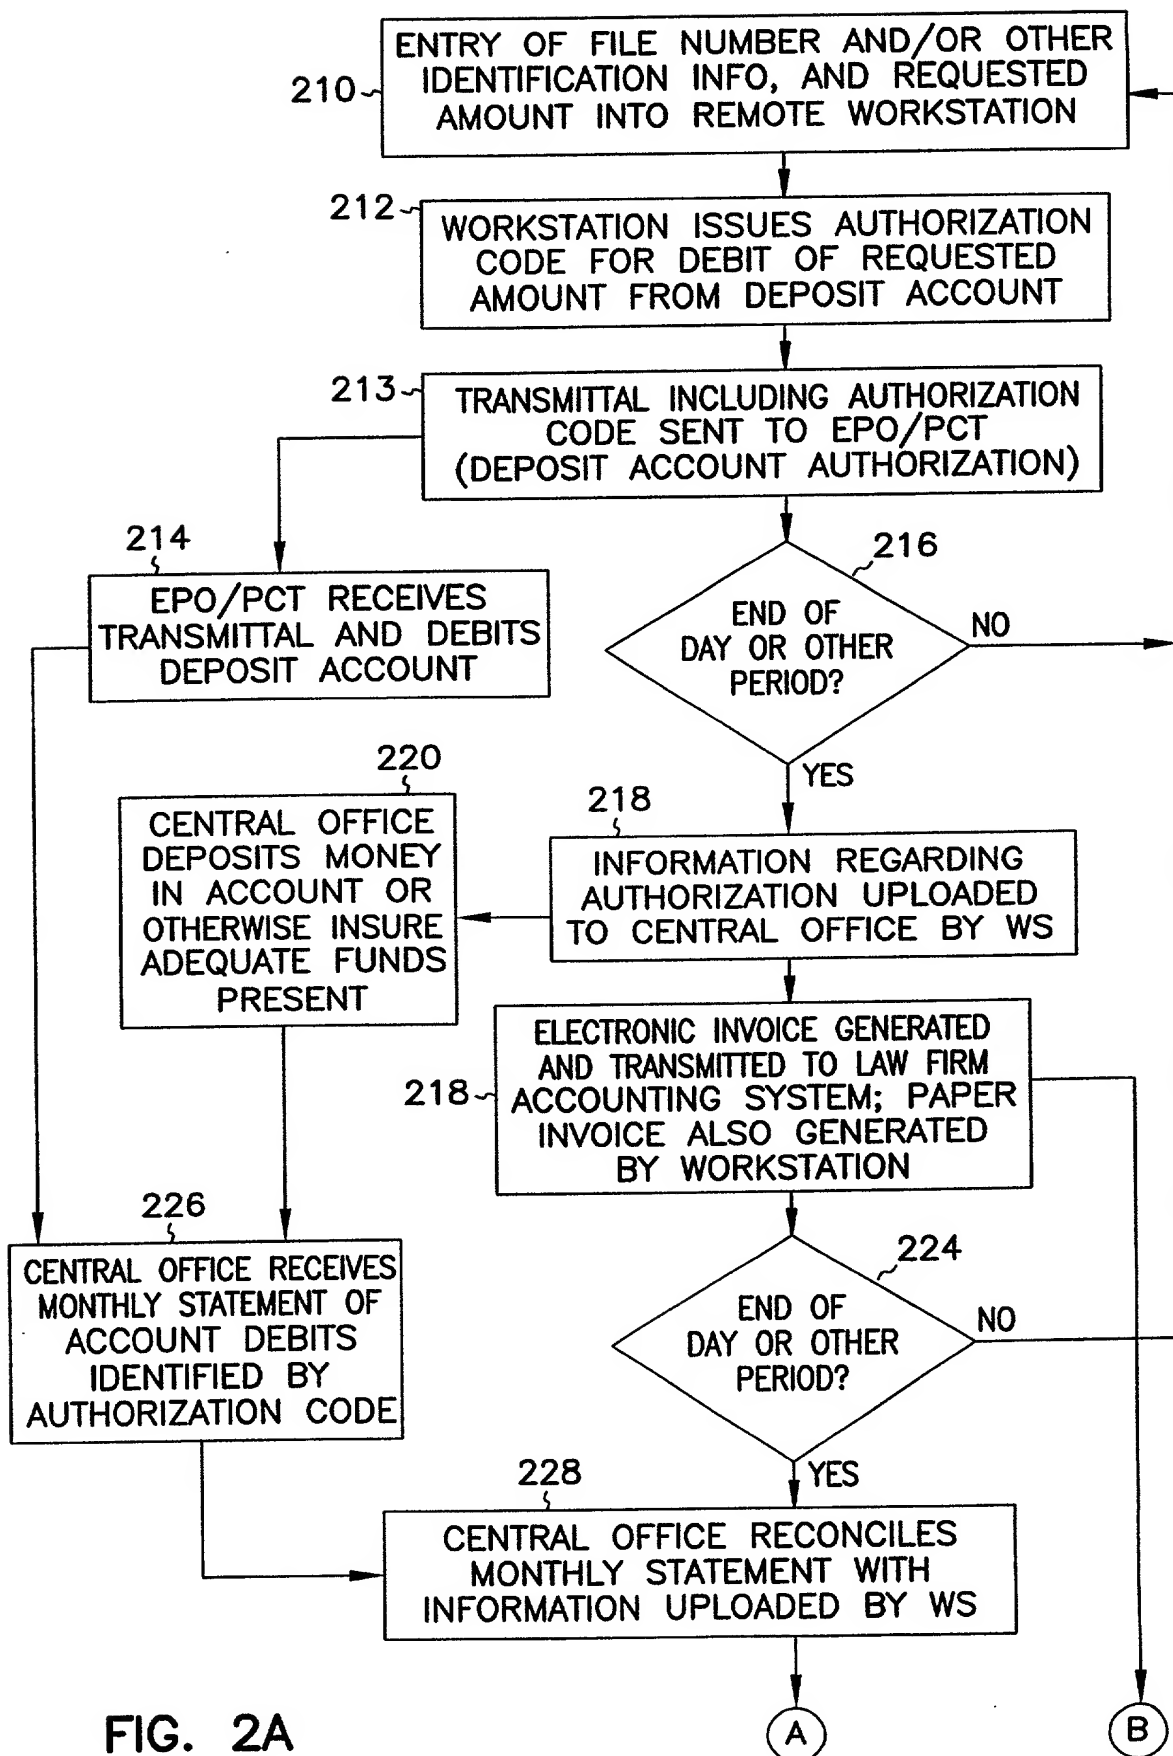 210
ENTRY OF FILE NUMBER AND/OR OTHER
IDENTIFICATION INFO, AND REQUESTED
AMOUNT INTO REMOTE WORKSTATION
212
WORKSTATION ISSUES AUTHORIZATION
CODE FOR DEBIT OF REQUESTED
AMOUNT FROM DEPOSIT ACCOUNT
213
TRANSMITTAL INCLUDING AUTHORIZATION
CODE SENT TO EPO/PCT
(DEPOSIT ACCOUNT AUTHORIZATION)
214
EPO/PCT RECEIVES
TRANSMITTAL AND DEBITS
DEPOSIT ACCOUNT
216
END OF
DAY OR OTHER
PERIOD?
NO
YES
220
CENTRAL OFFICE
DEPOSITS MONEY
IN ACCOUNT OR
OTHERWISE INSURE
ADEQUATE FUNDS
PRESENT
218
INFORMATION REGARDING
AUTHORIZATION UPLOADED
TO CENTRAL OFFICE BY WS
218
ELECTRONIC INVOICE GENERATED
AND TRANSMITTED TO LAW FIRM
ACCOUNTING SYSTEM; PAPER
INVOICE ALSO GENERATED
BY WORKSTATION
226
CENTRAL OFFICE RECEIVES
MONTHLY STATEMENT OF
ACCOUNT DEBITS
IDENTIFIED BY
AUTHORIZATION CODE
224
END OF
DAY OR OTHER
PERIOD?
NO
YES
228
CENTRAL OFFICE RECONCILES
MONTHLY STATEMENT WITH
INFORMATION UPLOADED BY WS
A
B
FIG. 2A